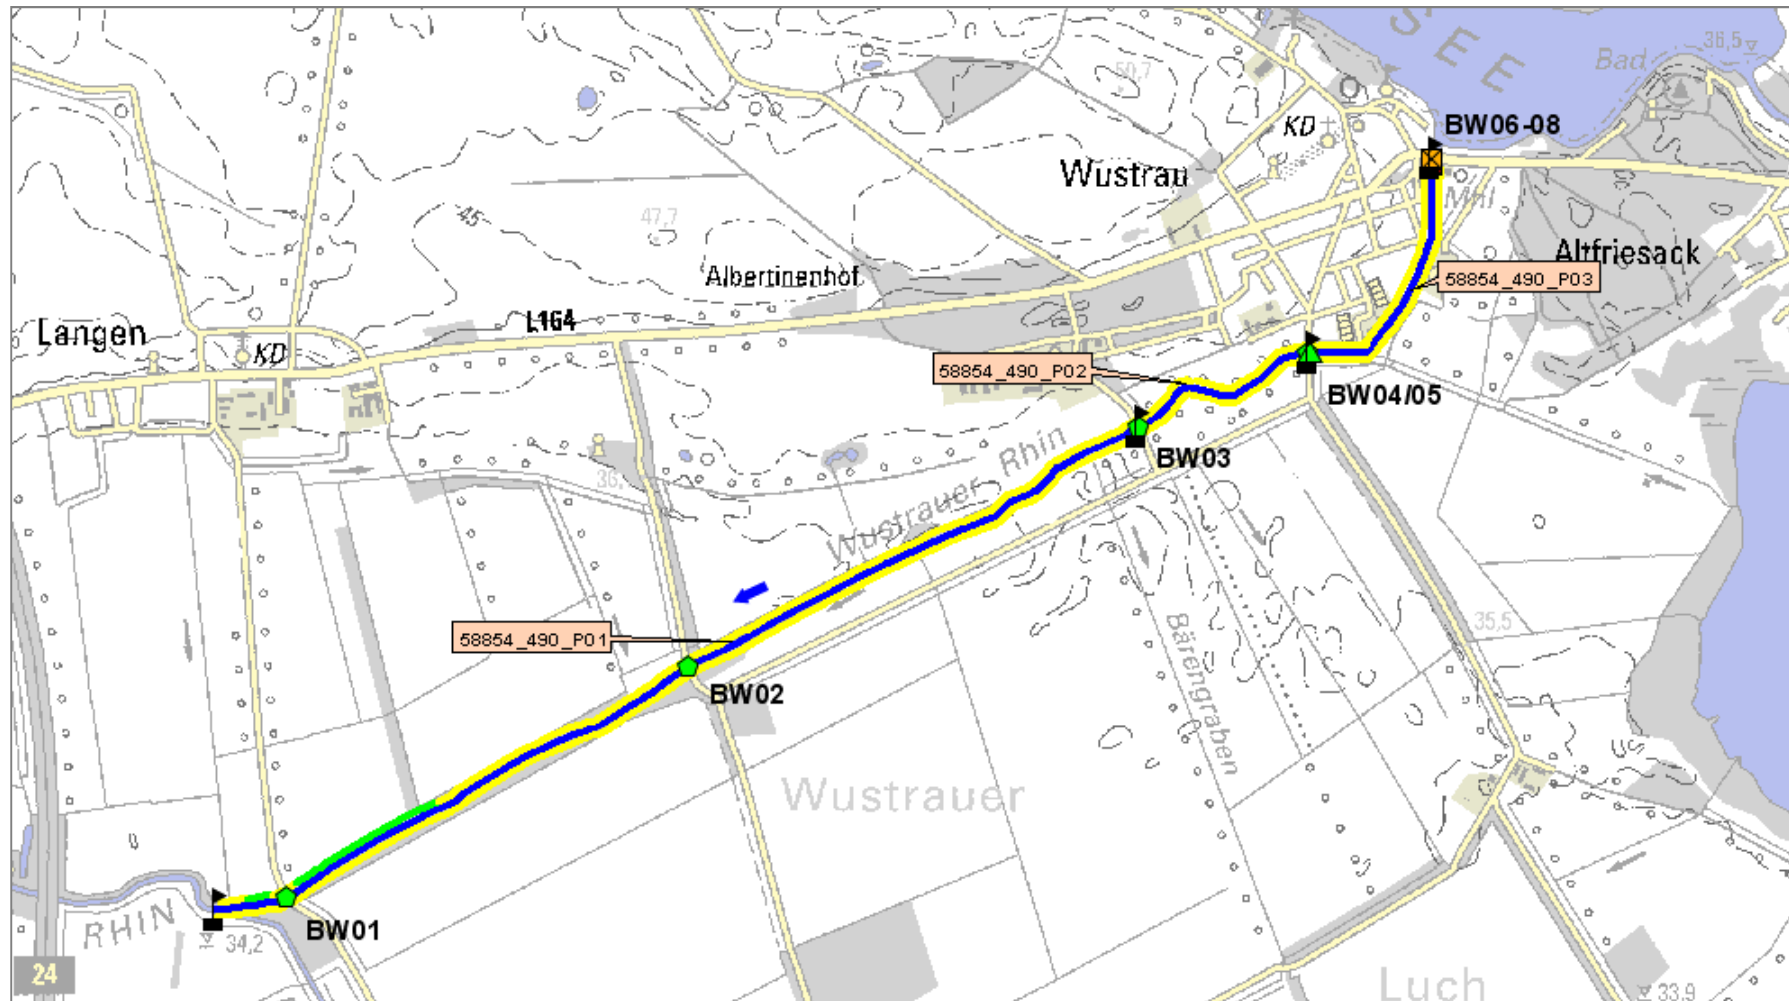 SEE
Bad
36,5
50,7
BW06-08
KD
Wustrau
Mhl
47,7
45
Altfriesack
Albertinenhof
58854_490_P03
L164
Langen
KD
58854_490_P02
BW04/05
Wustrauer Rhin
BW03
36,
35,5
58854_490_P01
Bärengraben
BW02
Wustrauer
RHIN
BW01
34,2
24
Luch
33,9